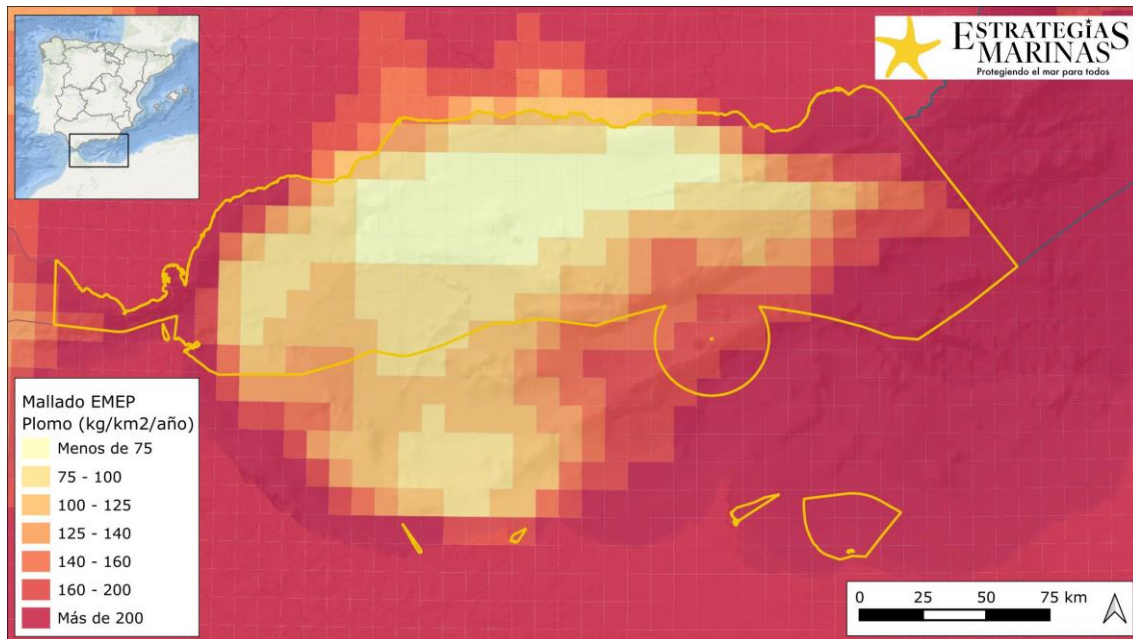 ESTRATEGIAS
MARINAS
Protegiendo el mar para todos
Mallado EMEP
Plomo (kg/km2/año)
Menos de 75
75 - 100
100 - 125
125 - 140
140 - 160
160 - 200
Más de 200
0 25 50 75 km